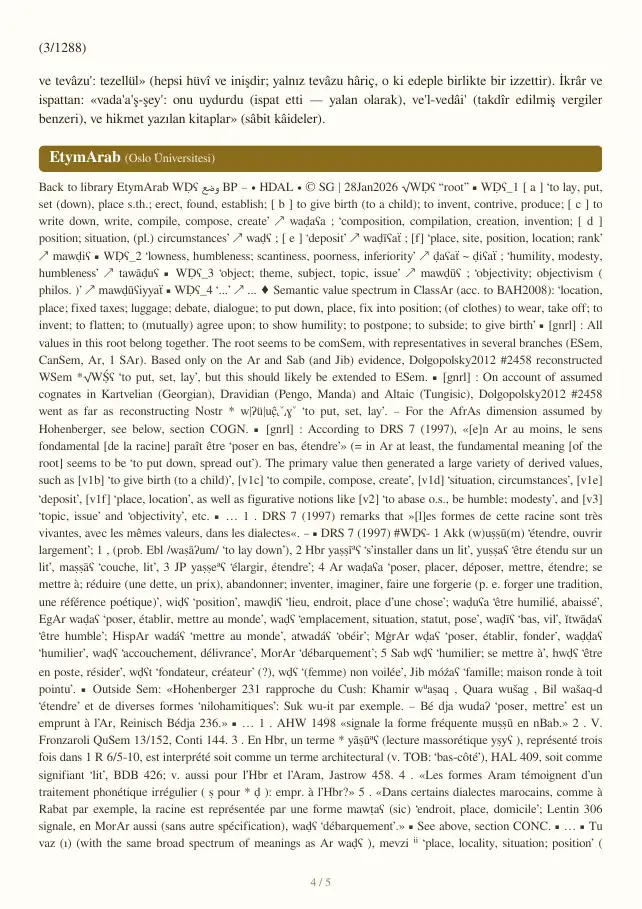 (3/1288)
ve tevâzu': tezellül» (hepsi hüvî ve inişdir; yalnız tevâzu hâriç, o ki edeple birlikte bir izzettir). İkrâr ve
ispattan: «vada'a'ş-şey': onu uydurdu (ispat etti — yalan olarak), ve'l-vedâi' (takdîr edilmiş vergiler
benzeri), ve hikmet yazılan kitaplar» (sâbit kâideler).
EtymArab (Oslo Üniversitesi)
Back to library EtymArab WḌʕ وضع BP – • HDAL • © SG | 28Jan2026 √WḌʕ “root” ▪ WḌʕ_1 [ a ] ‘to lay, put,
set (down), place s.th.; erect, found, establish; [ b ] to give birth (to a child); to invent, contrive, produce; [ c ] to
write down, write, compile, compose, create’ ↗ waḍaʕa ; ‘composition, compilation, creation, invention; [ d ]
position; situation, (pl.) circumstances’ ↗ waḍʕ ; [ e ] ‘deposit’ ↗ waḍīʕaẗ ; [f] ‘place, site, position, location; rank’
↗ mawḍiʕ ▪ WḌʕ_2 ‘lowness, humbleness; scantiness, poorness, inferiority’ ↗ ḍaʕaẗ ~ ḍiʕaẗ ; ‘humility, modesty,
humbleness’ ↗ tawāḍuʕ ▪ WḌʕ_3 ‘object; theme, subject, topic, issue’ ↗ mawḍūʕ ; ‘objectivity; objectivism (
philos. )’ ↗ mawḍūʕiyyaẗ ▪ WḌʕ_4 ‘...’ ↗ ... ♦ Semantic value spectrum in ClassAr (acc. to BAH2008): ‘location,
place; fixed taxes; luggage; debate, dialogue; to put down, place, fix into position; (of clothes) to wear, take off; to
invent; to flatten; to (mutually) agree upon; to show humility; to postpone; to subside; to give birth’ ▪ [gnrl] : All
values in this root belong together. The root seems to be comSem, with representatives in several branches (ESem,
CanSem, Ar, 1 SAr). Based only on the Ar and Sab (and Jib) evidence, Dolgopolsky2012 #2458 reconstructed
WSem *√WṢ́ʕ ‘to put, set, lay’, but this should likely be extended to ESem. ▪ [gnrl] : On account of assumed
cognates in Kartvelian (Georgian), Dravidian (Pengo, Manda) and Altaic (Tungisic), Dolgopolsky2012 #2458
went as far as reconstructing Nostr ‘to put, set, lay’. – For the AfrAs dimension assumed by
Hohenberger, see below, section COGN. ▪ [gnrl] : According to DRS 7 (1997), «[e]n Ar au moins, le sens
fondamental [de la racine] paraît être ‘poser en bas, étendre’» (= in Ar at least, the fundamental meaning [of the
root] seems to be ‘to put down, spread out’). The primary value then generated a large variety of derived values,
such as [v1b] ‘to give birth (to a child)’, [v1c] ‘to compile, compose, create’, [v1d] ‘situation, circumstances’, [v1e]
‘deposit’, [v1f] ‘place, location’, as well as figurative notions like [v2] ‘to abase o.s., be humble; modesty’, and [v3]
‘topic, issue’ and ‘objectivity’, etc. ▪ … 1 . DRS 7 (1997) remarks that »[l]es formes de cette racine sont très
vivantes, avec les mêmes valeurs, dans les dialectes«. – ▪ DRS 7 (1997) #WḌʕ- 1 Akk (w)uṣṣū(m) ‘étendre, ouvrir
largement’; 1 , (prob. Ebl /waṣāʔum/ ‘to lay down’), 2 Hbr yaṣṣīᵃʕ ‘s’installer dans un lit’, yuṣṣaʕ ‘être étendu sur un
lit’, maṣṣāʕ ‘couche, lit’, 3 JP yaṣṣeᵃʕ ‘élargir, étendre’; 4 Ar waḍaʕa ‘poser, placer, déposer, mettre, étendre; se
mettre à; réduire (une dette, un prix), abandonner; inventer, imaginer, faire une forgerie (p. e. forger une tradition,
une référence poétique)’, wiḍʕ ‘position’, mawḍiʕ ‘lieu, endroit, place d’une chose’; waḍuʕa ‘être humilié, abaissé’,
EgAr waḍaʕ ‘poser, établir, mettre au monde’, waḍʕ ‘emplacement, situation, statut, pose’, waḍīʕ ‘bas, vil’, ïtwāḍaʕ
‘être humble’; HispAr wadáʕ ‘mettre au monde’, atwadáʕ ‘obéir’; MġrAr wḍaʕ ‘poser, établir, fonder’, waḍḍaʕ
‘humilier’, waḍʕ ‘accouchement, délivrance’, MorAr ‘débarquement’; 5 Sab wḍʕ ‘humilier; se mettre à’, hwḍʕ ‘être
en poste, résider’, wḍʕt ‘fondateur, créateur’ (?), wḍʕ ‘(femme) non voilée’, Jib móźaʕ ‘famille; maison ronde à toit
pointu’. ▪ Outside Sem: «Hohenberger 231 rapproche du Cush: Khamir wᵘaṣaq , Quara wušag , Bil wašaq-d
‘étendre’ et de diverses formes ‘nilohamitiques’: Suk wu-it par exemple. – Bé dja wudaʔ ‘poser, mettre’ est un
emprunt à l’Ar, Reinisch Bédja 236.» ▪ … 1 . AHW 1498 «signale la forme fréquente muṣṣū en nBab.» 2 . V.
Fronzaroli QuSem 13/152, Conti 144. 3 . En Hbr, un terme * yāṣūᵃʕ (lecture massorétique yṣyʕ ), représenté trois
fois dans 1 R 6/5-10, est interprété soit comme un terme architectural (v. TOB: ‘bas-côté’), HAL 409, soit comme
signifiant ‘lit’, BDB 426; v. aussi pour l’Hbr et l’Aram, Jastrow 458. 4 . «Les formes Aram témoignent d’un
traitement phonétique irrégulier ( ṣ pour * ḍ ): empr. à l’Hbr?» 5 . «Dans certains dialectes marocains, comme à
Rabat par exemple, la racine est représentée par une forme mawṭaʕ (sic) ‘endroit, place, domicile’; Lentin 306
signale, en MorAr aussi (sans autre spécification), waḍʕ ‘débarquement’.» ▪ See above, section CONC. ▪ … ▪ Tu
vaz (ı) (with the same broad spectrum of meanings as Ar waḍʕ ), mevzi ⁱⁱ ‘place, locality, situation; position’ (
4 / 5